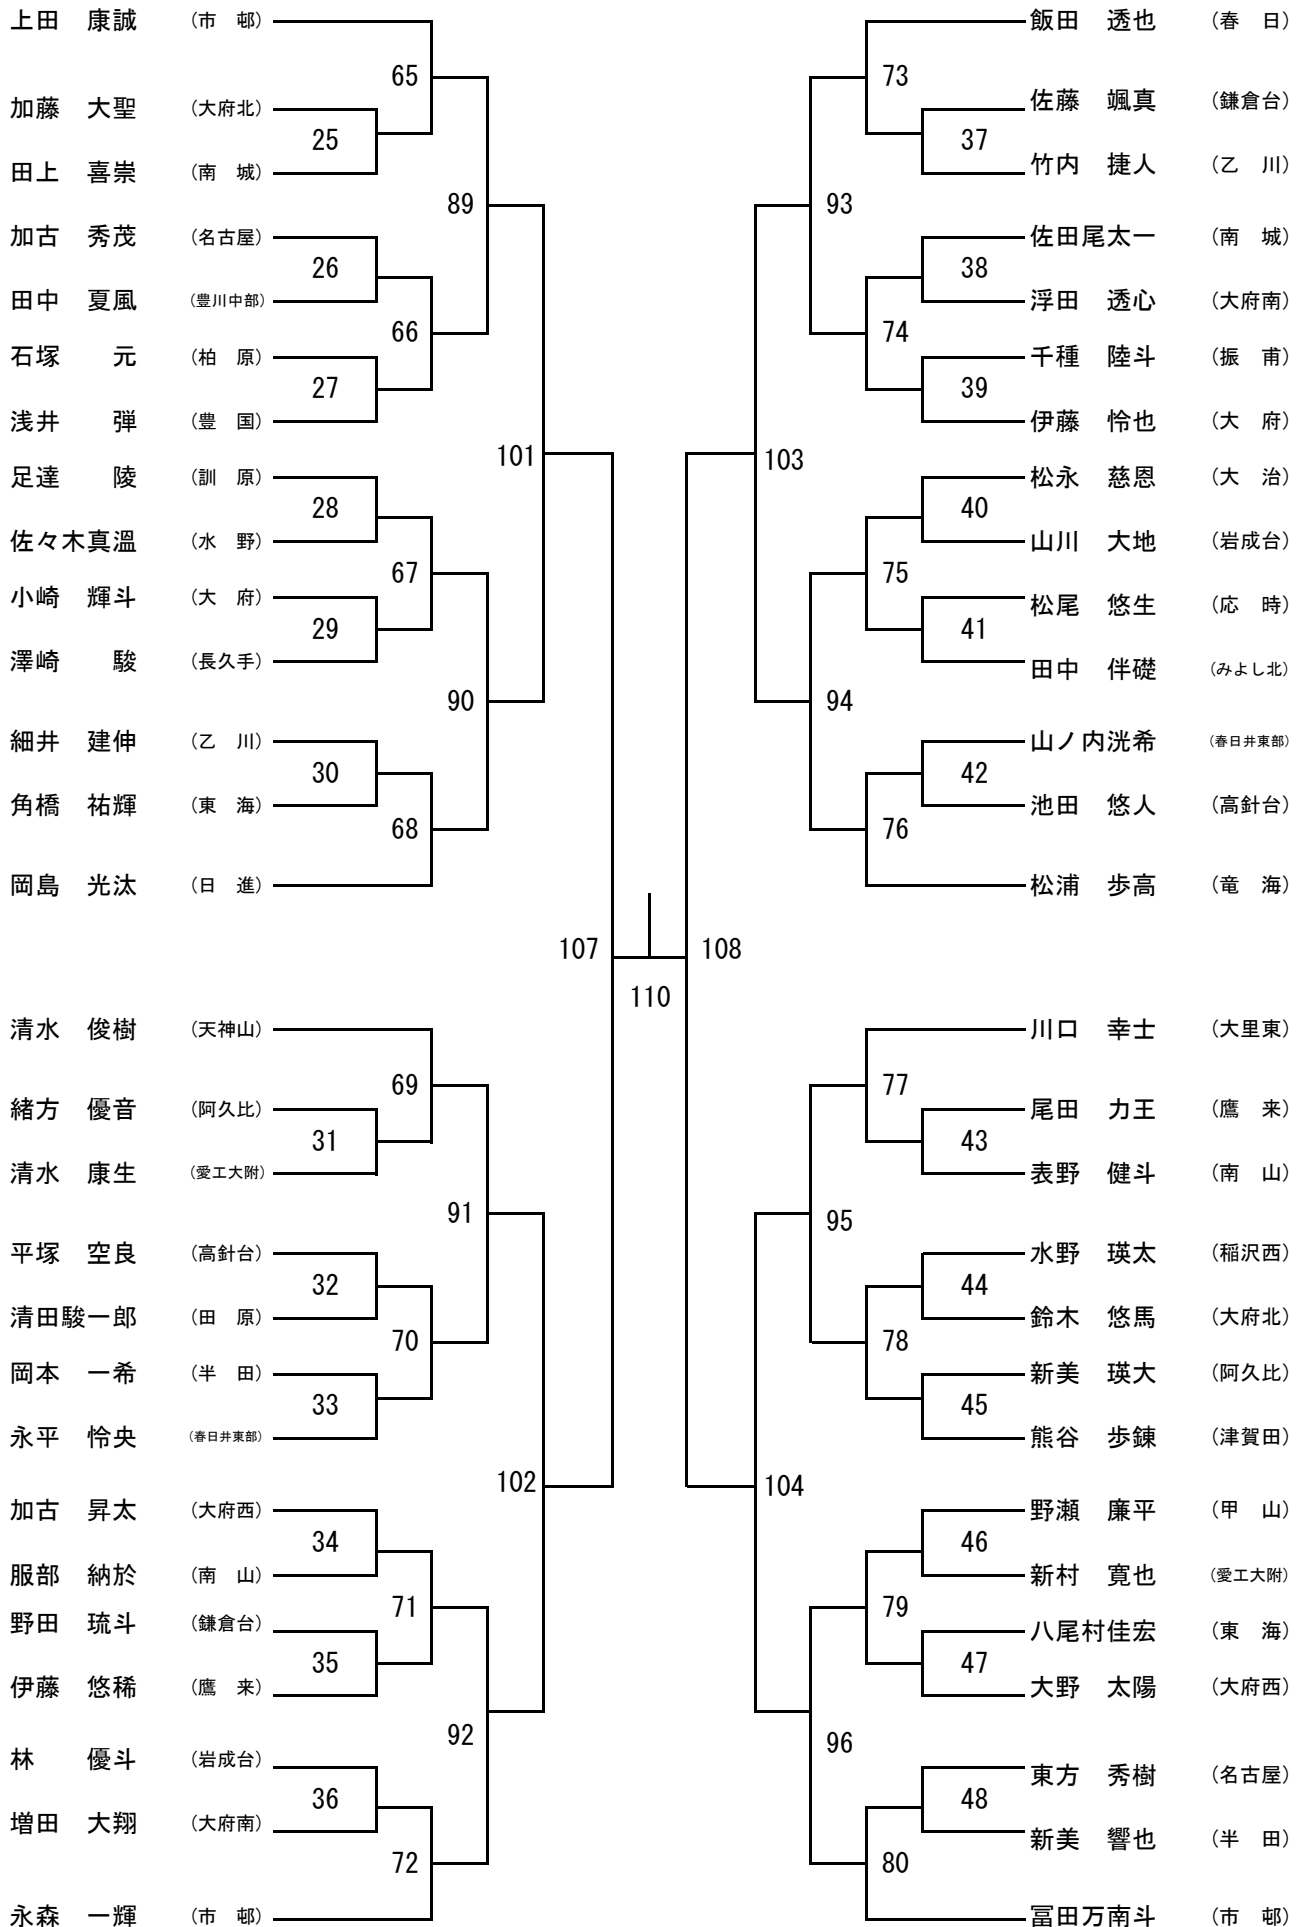 上田　康誠　（市　邨）
65
加藤　大聖　（大府北）
25
田上　喜崇　（南　城）
89
加古　秀茂　（名古屋）
26
田中　夏風　（豊川中部）
66
石塚　　元　（柏　原）
27
浅井　　弾　（豊　国）
101
足達　　陵　（訓　原）
28
佐々木真溫　（水　野）
67
小崎　輝斗　（大　府）
29
澤崎　　駿　（長久手）
90
細井　建伸　（乙　川）
30
角橋　祐輝　（東　海）
68
岡島　光汰　（日　進）
107
清水　俊樹　（天神山）
69
緒方　優音　（阿久比）
31
清水　康生　（愛工大附）
91
平塚　空良　（高針台）
32
清田駿一郎　（田　原）
70
岡本　一希　（半　田）
33
永平　怜央　（春日井東部）
102
加古　昇太　（大府西）
34
服部　納於　（南　山）
71
野田　琉斗　（鎌倉台）
35
伊藤　悠稀　（鷹　来）
92
林　　優斗　（岩成台）
36
増田　大翔　（大府南）
72
永森　一輝　（市　邨）
110
飯田　透也　（春　日）
73
佐藤　颯真　（鎌倉台）
37
竹内　捷人　（乙　川）
93
佐田尾太一　（南　城）
38
浮田　透心　（大府南）
74
千種　陸斗　（振　甫）
39
伊藤　怜也　（大　府）
103
松永　慈恩　（大　治）
40
山川　大地　（岩成台）
75
松尾　悠生　（応　時）
41
田中　伴礎　（みよし北）
94
山ノ内洸希　（春日井東部）
42
池田　悠人　（高針台）
76
松浦　歩高　（竜　海）
108
川口　幸士　（大里東）
77
尾田　力王　（鷹　来）
43
表野　健斗　（南　山）
95
水野　瑛太　（稲沢西）
44
鈴木　悠馬　（大府北）
78
新美　瑛大　（阿久比）
45
熊谷　歩錬　（津賀田）
104
野瀬　廉平　（甲　山）
46
新村　寛也　（愛工大附）
79
八尾村佳宏　（東　海）
47
大野　太陽　（大府西）
96
東方　秀樹　（名古屋）
48
新美　響也　（半　田）
80
冨田万南斗　（市　邨）